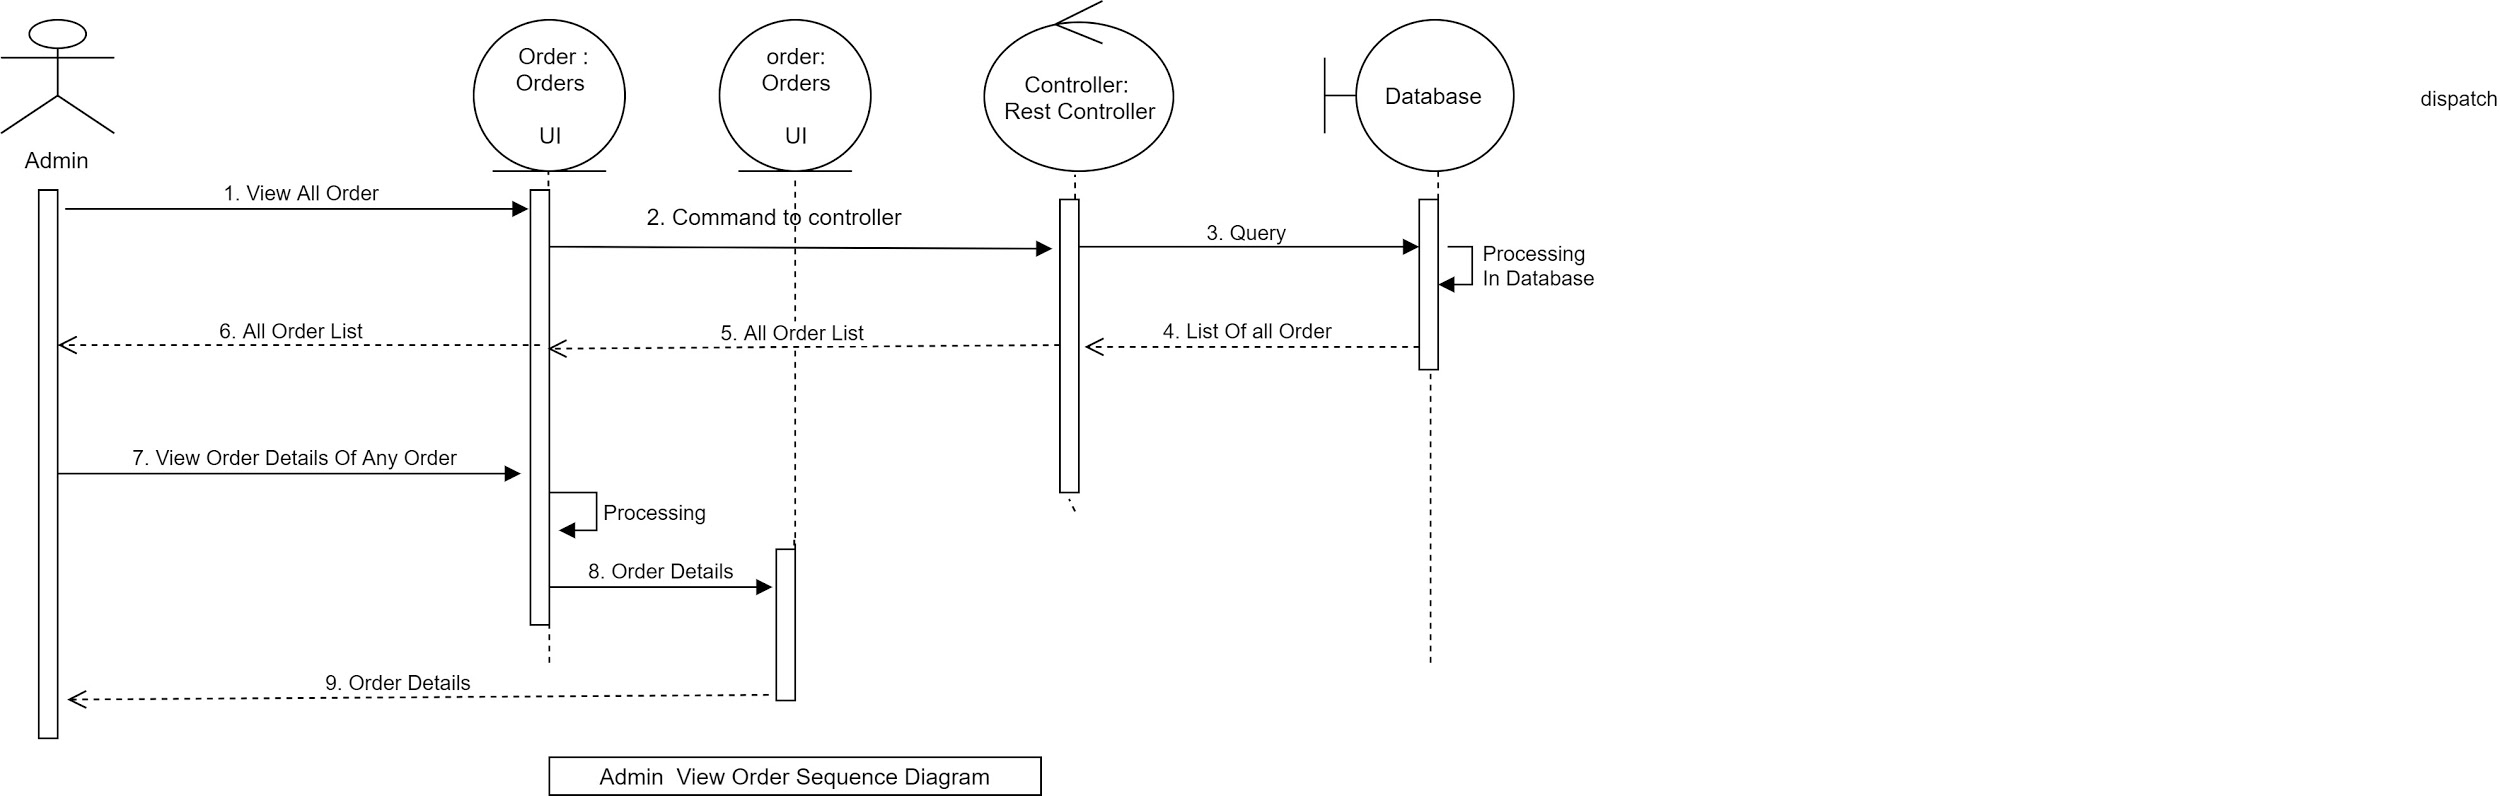 Order :
Orders
UI
order:
Orders
UI
Controller:
Rest Controller
Database
dispatch
Admin
1. View All Order
2. Command to controller
3. Query
Processing
In Database
6. All Order List
5. All Order List
4. List Of all Order
7. View Order Details Of Any Order
Processing
8. Order Details
9. Order Details
Admin  View Order Sequence Diagram